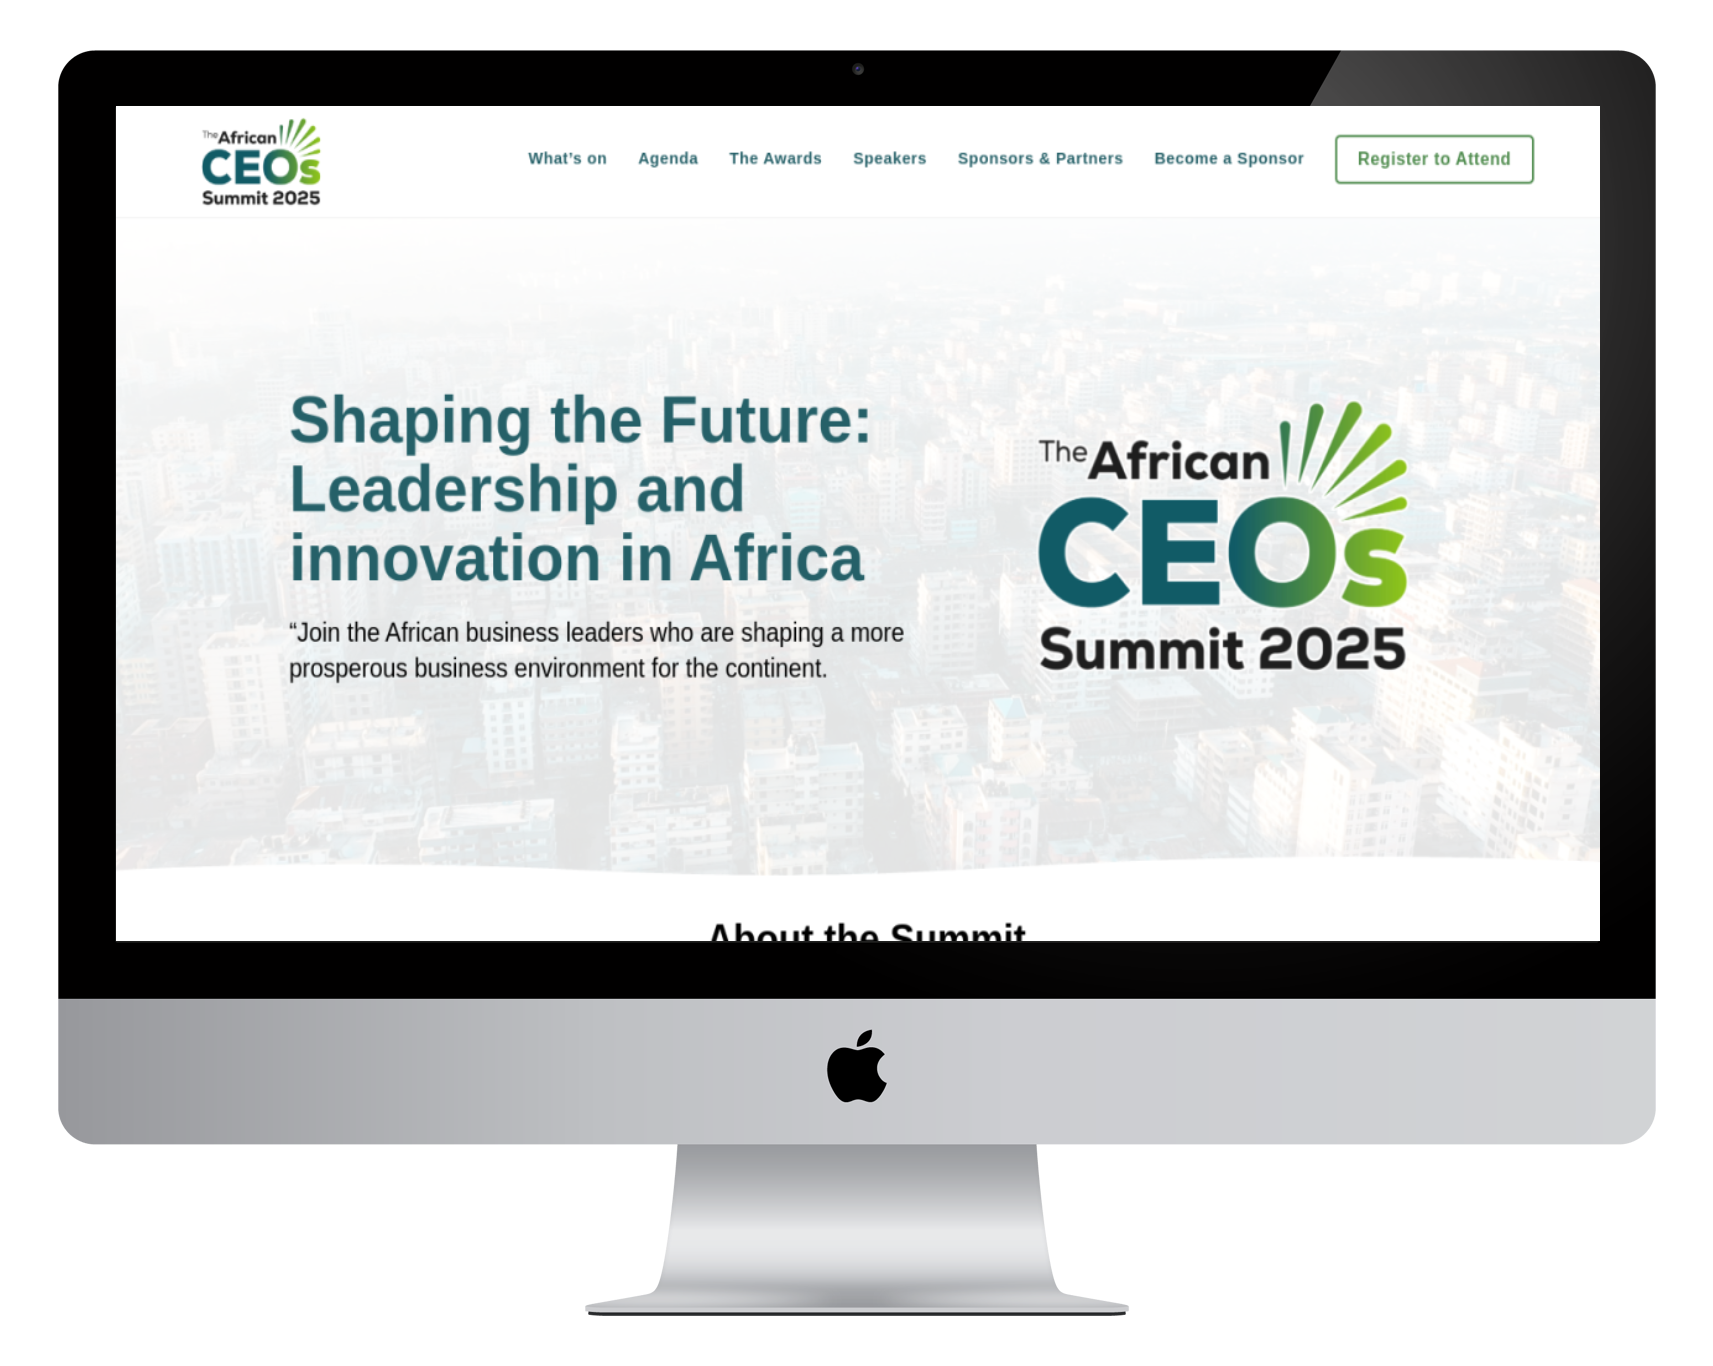 The African
CEOs
Summit 2025
What’s on
Agenda
The Awards
Speakers
Sponsors & Partners
Become a Sponsor
Register to Attend
Shaping the Future:
Leadership and
innovation in Africa
“Join the African business leaders who are shaping a more
prosperous business environment for the continent.
The African
CEOs
Summit 2025
About the Summit